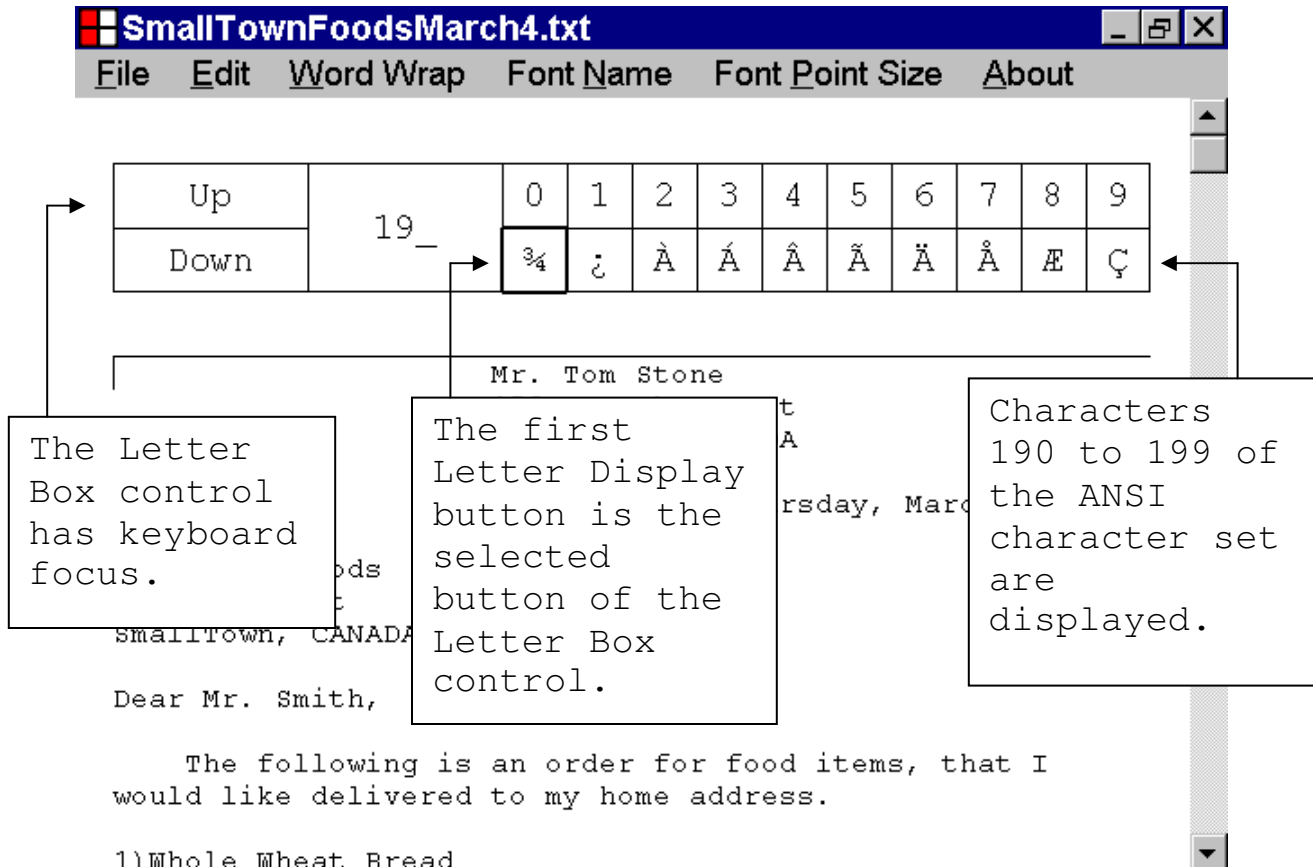 SmallTownFoodsMarch4.txt
File Edit Word Wrap Font Name Font Point Size About
Up 19_ 0 1 2 3 4 5 6 7 8 9
Down ¾ ¿ À Á Â Ã Ä Å Æ Ç
Mr. Tom Stone
The Letter
Box control
has keyboard
focus.
The first
Letter Display
button is the
selected
button of the
Letter Box
control.
Characters
190 to 199 of
the ANSI
character set
are
displayed.
SmallTown, CANADA
Dear Mr. Smith,
The following is an order for food items, that I
would like delivered to my home address.
1)Whole Wheat Bread